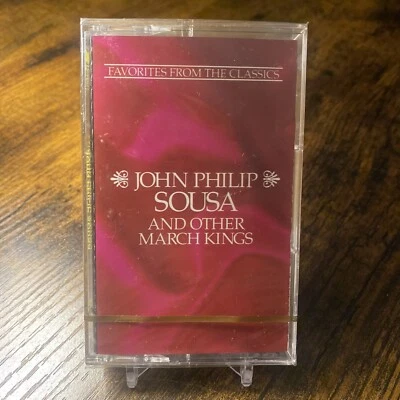 FAVORITES FROM THE CLASSICS
JOHN PHILIP
SOUSA
AND OTHER
MARCH KINGS